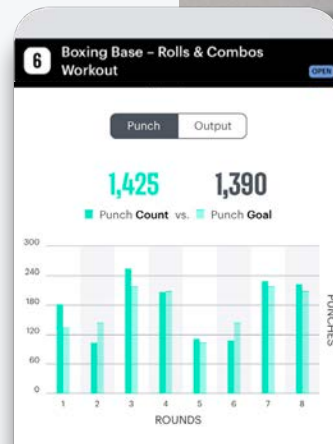 6
Boxing Base – Rolls & Combos
Workout
OPEN
Punch Output
1,425 1,390
Punch Count vs. Punch Goal
300
240
180
120
60
0
1 2 3 4 5 6 7 8
ROUNDS
PUNCHES